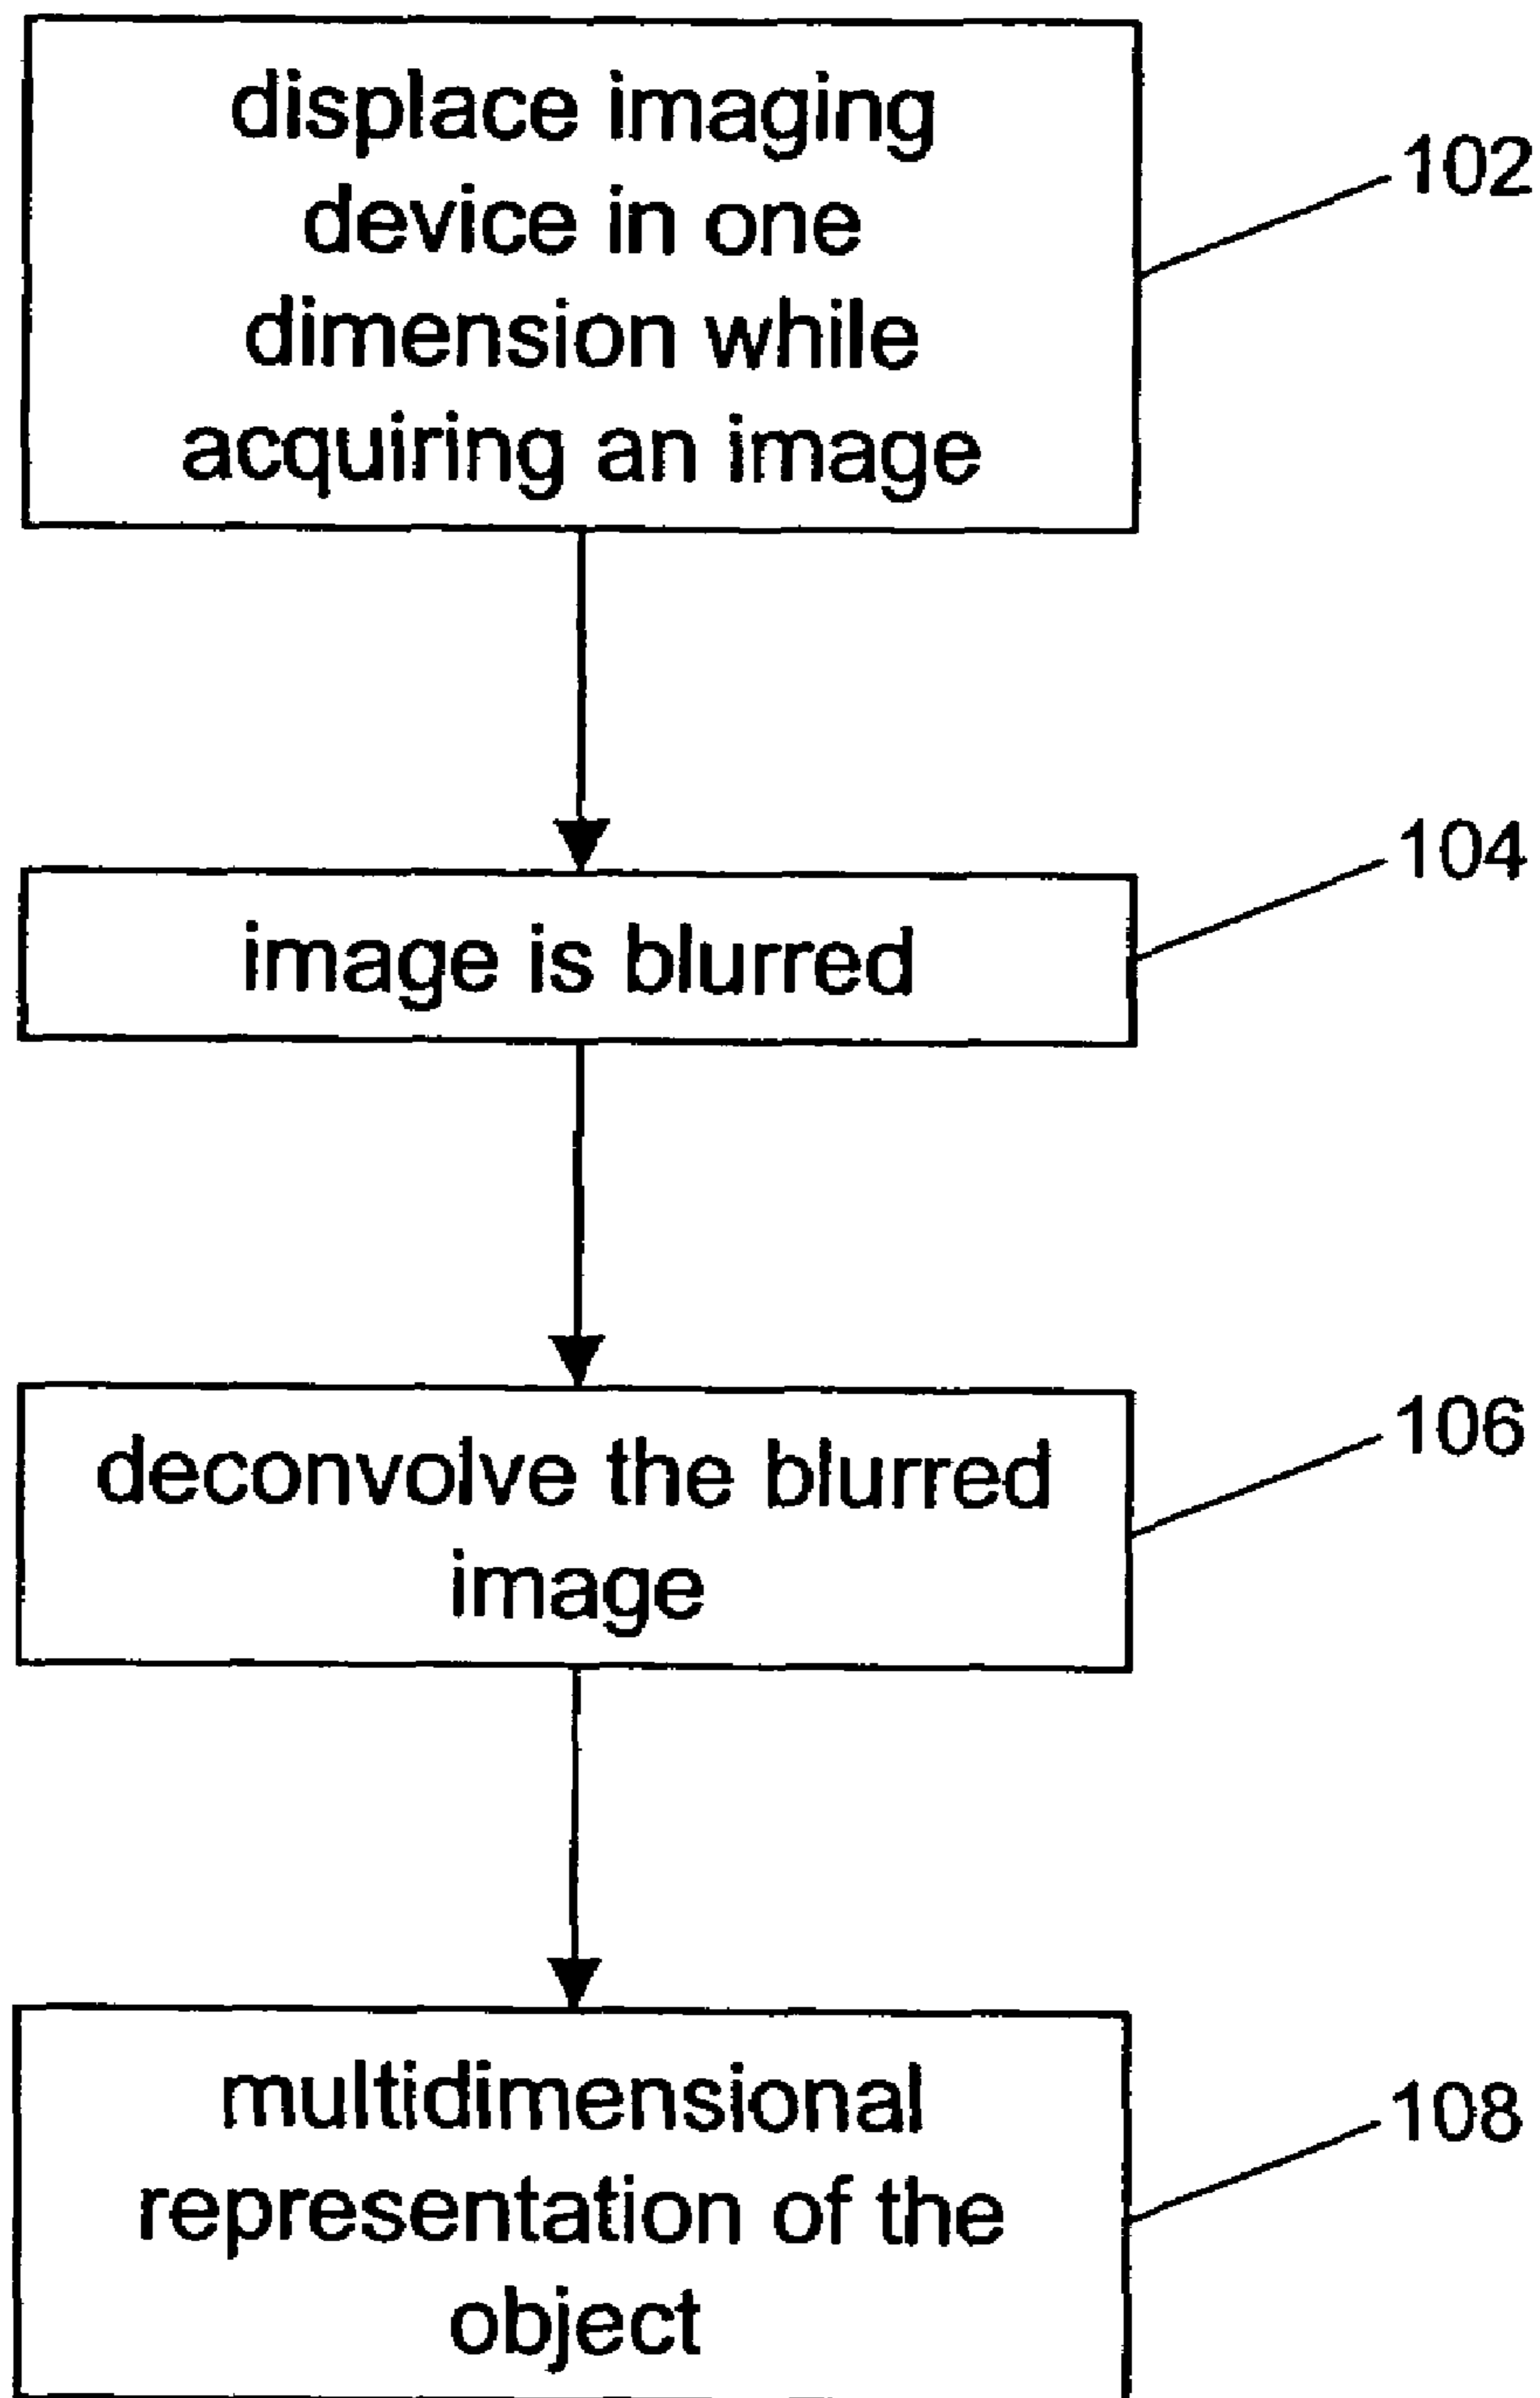 displace imaging
device in one
dimension while
acquiring an image
102
image is blurred
104
deconvolve the blurred
image
106
multidimensional
representation of the
object
108